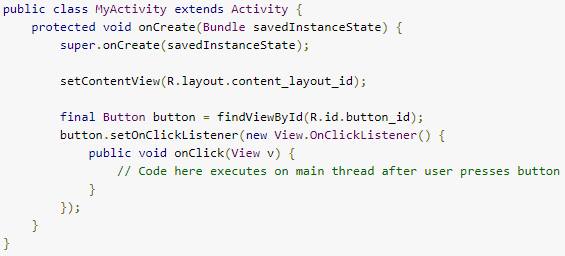 public class MyActivity extends Activity {
    protected void onCreate(Bundle savedInstanceState) {
        super.onCreate(savedInstanceState);

        setContentView(R.layout.content_layout_id);

        final Button button = findViewById(R.id.button_id);
        button.setOnClickListener(new View.OnClickListener() {
            public void onClick(View v) {
                // Code here executes on main thread after user presses button
            }
        });
    }
}